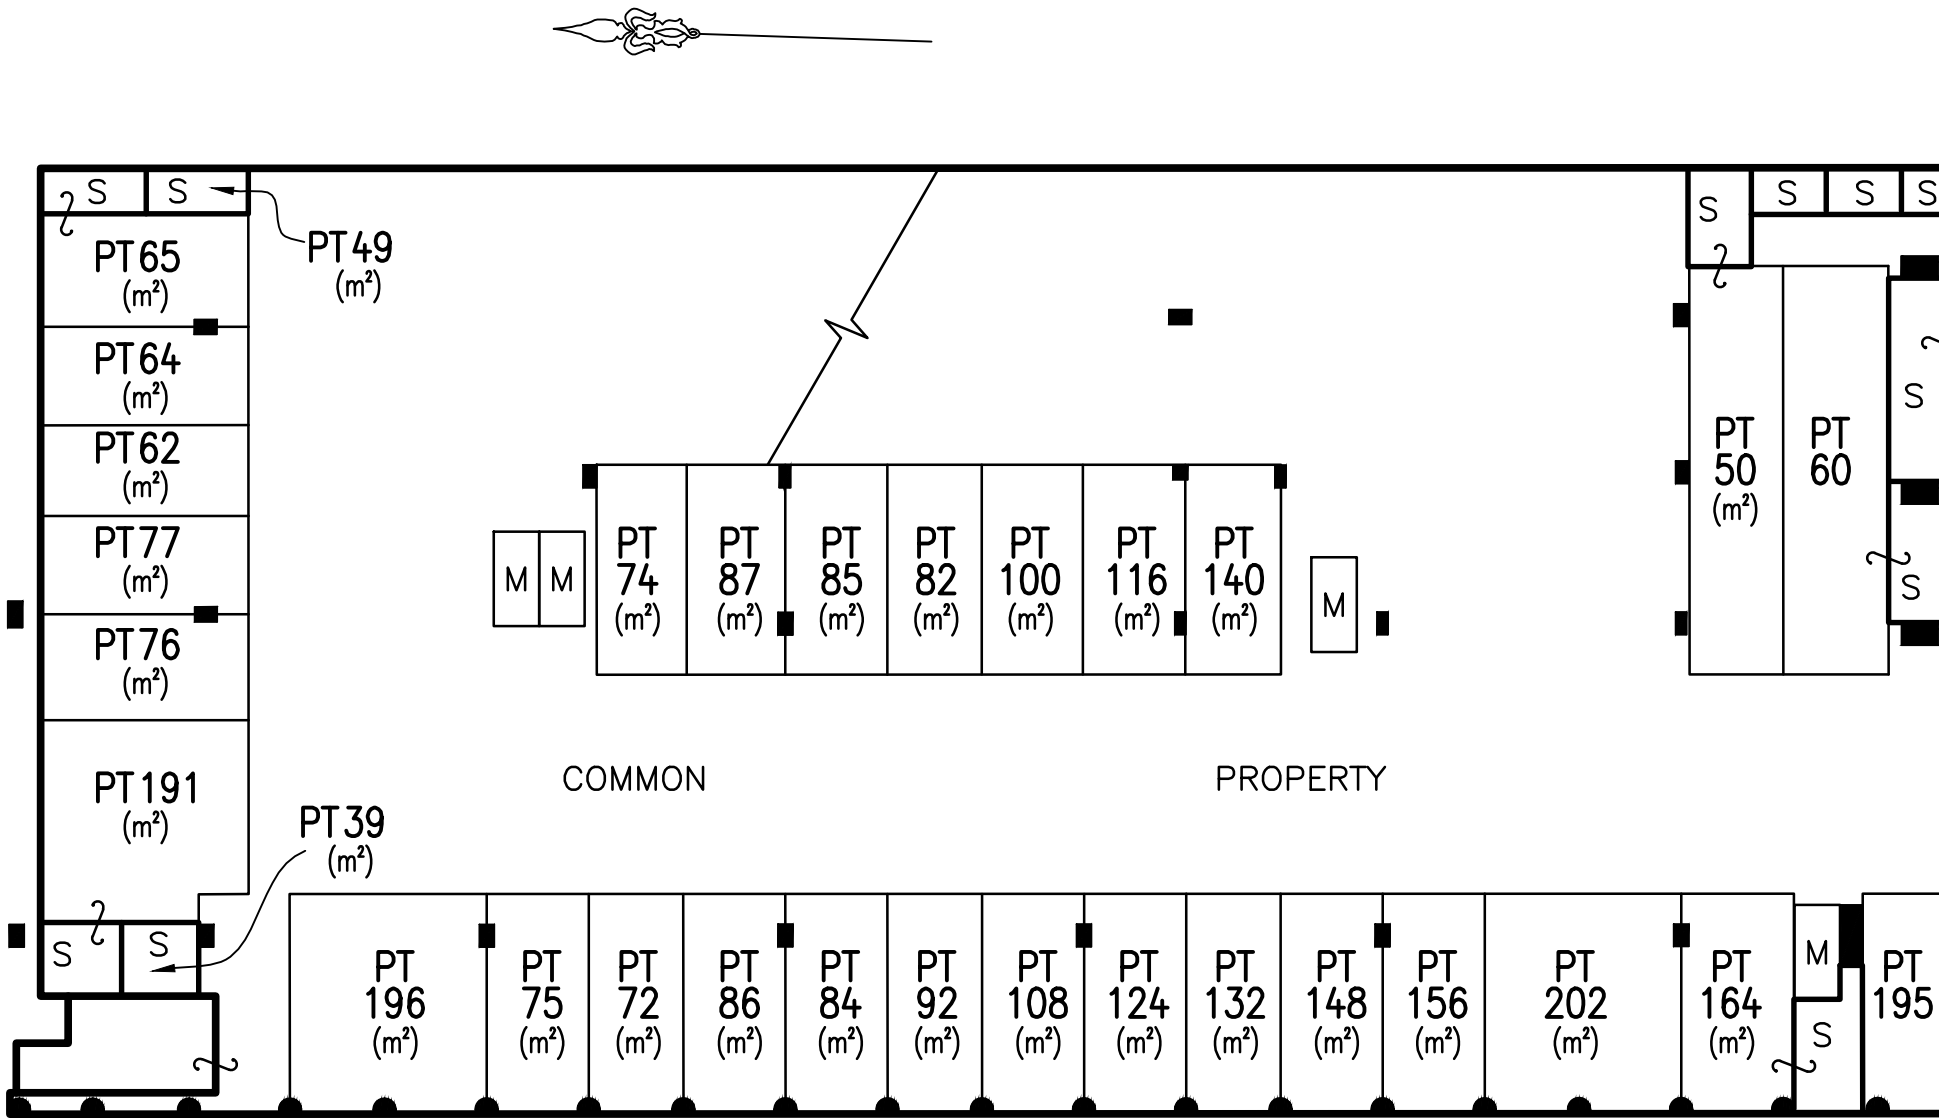 S S
PT49
(m²)
PT65
(m²)
PT64
(m²)
PT62
(m²)
PT77
(m²)
PT76
(m²)
PT191
(m²)
PT39
(m²)
S S
M M
PT
74
(m²)
PT
87
(m²)
PT
85
(m²)
PT
82
(m²)
PT
100
(m²)
PT
116
(m²)
PT
140
(m²)
M
S S S S
PT
50
(m²)
PT
60
S
S
COMMON PROPERTY
PT
196
(m²)
PT
75
(m²)
PT
72
(m²)
PT
86
(m²)
PT
84
(m²)
PT
92
(m²)
PT
108
(m²)
PT
124
(m²)
PT
132
(m²)
PT
148
(m²)
PT
156
(m²)
PT
202
(m²)
PT
164
(m²)
M
S
PT
195